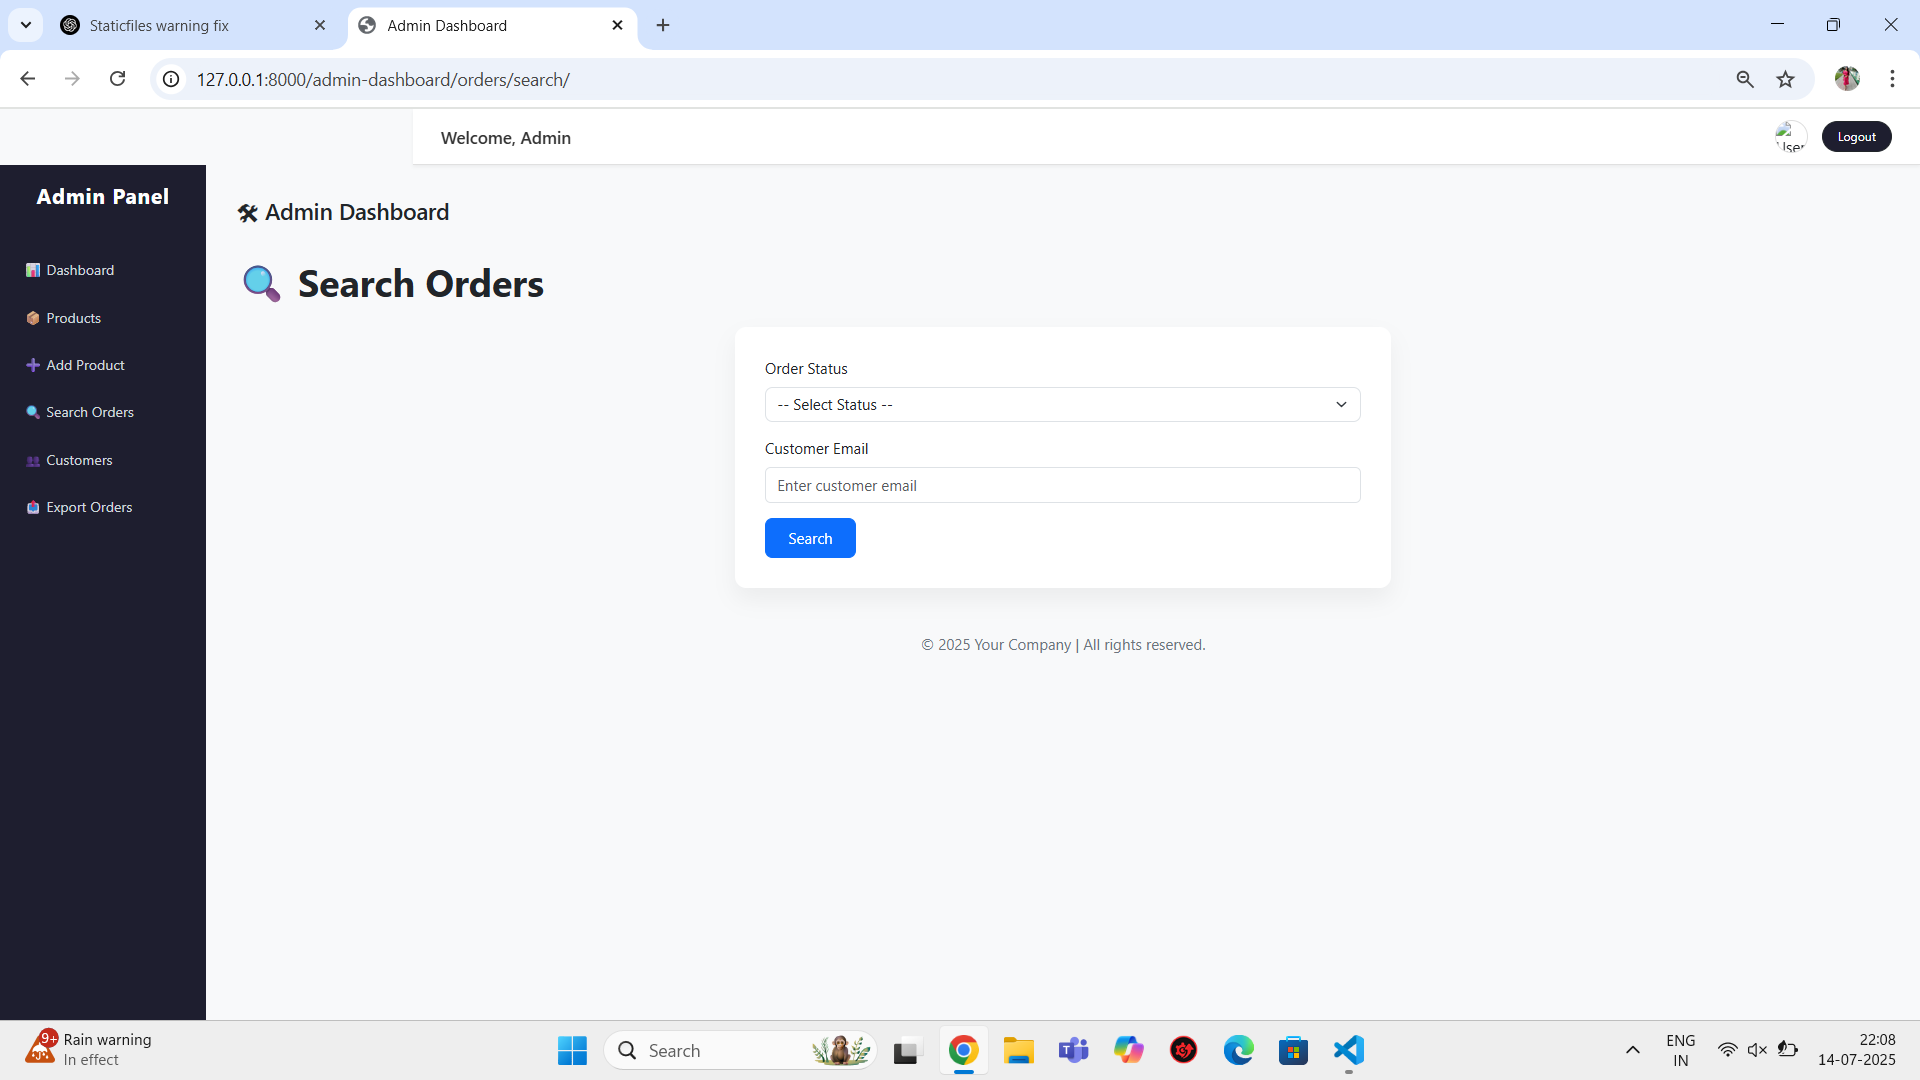 Staticfiles warning fix
Admin Dashboard
127.0.0.1:8000/admin-dashboard/orders/search/
Welcome, Admin
User
Logout
Admin Panel
Dashboard
Products
Add Product
Search Orders
Customers
Export Orders
🛠 Admin Dashboard
🔍 Search Orders
Order Status
-- Select Status --
Customer Email
Enter customer email
Search
© 2025 Your Company | All rights reserved.
9+
Rain warning
In effect
Search
ENG
IN
22:08
14-07-2025